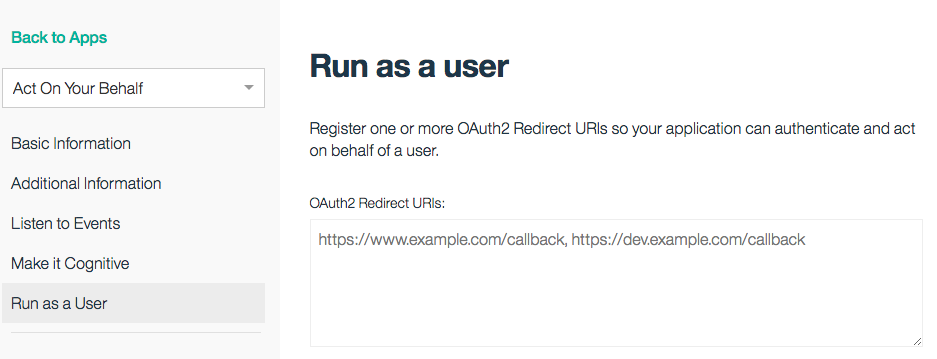 Back to Apps
Act On Your Behalf
Basic Information
Additional Information
Listen to Events
Make it Cognitive
Run as a User
Run as a user
Register one or more OAuth2 Redirect URIs so your application can authenticate and act
on behalf of a user.
OAuth2 Redirect URIs:
https://www.example.com/callback, https://dev.example.com/callback